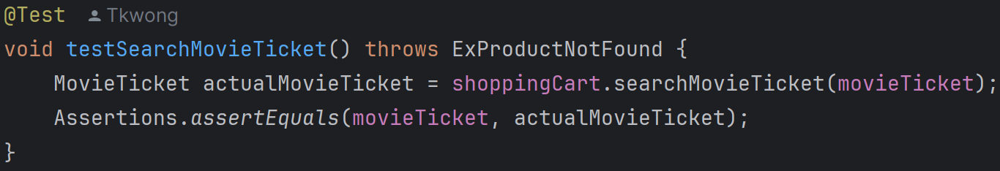 @Test Tkwong
void testSearchMovieTicket() throws ExProductNotFound {
    MovieTicket actualMovieTicket = shoppingCart.searchMovieTicket(movieTicket);
    Assertions.assertEquals(movieTicket, actualMovieTicket);
}